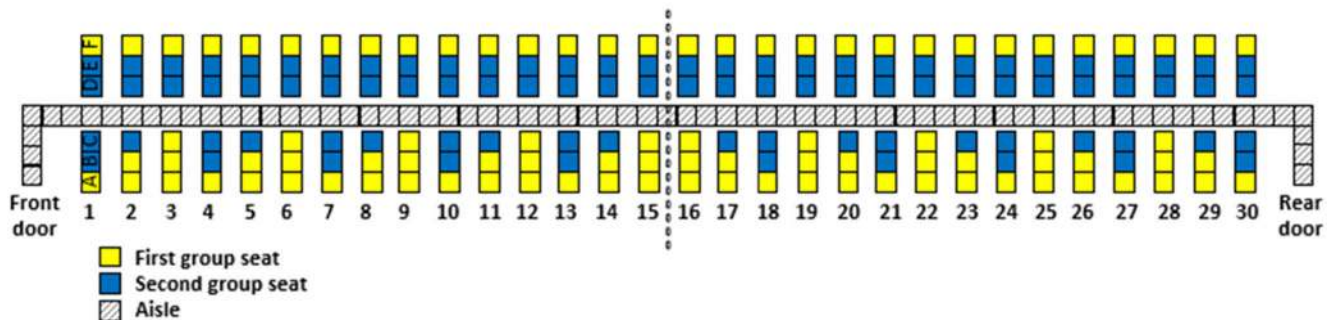 F
E
D
C
B
A
Front door
1 2 3 4 5 6 7 8 9 10 11 12 13 14 15 16 17 18 19 20 21 22 23 24 25 26 27 28 29 30
Rear door
First group seat
Second group seat
Aisle